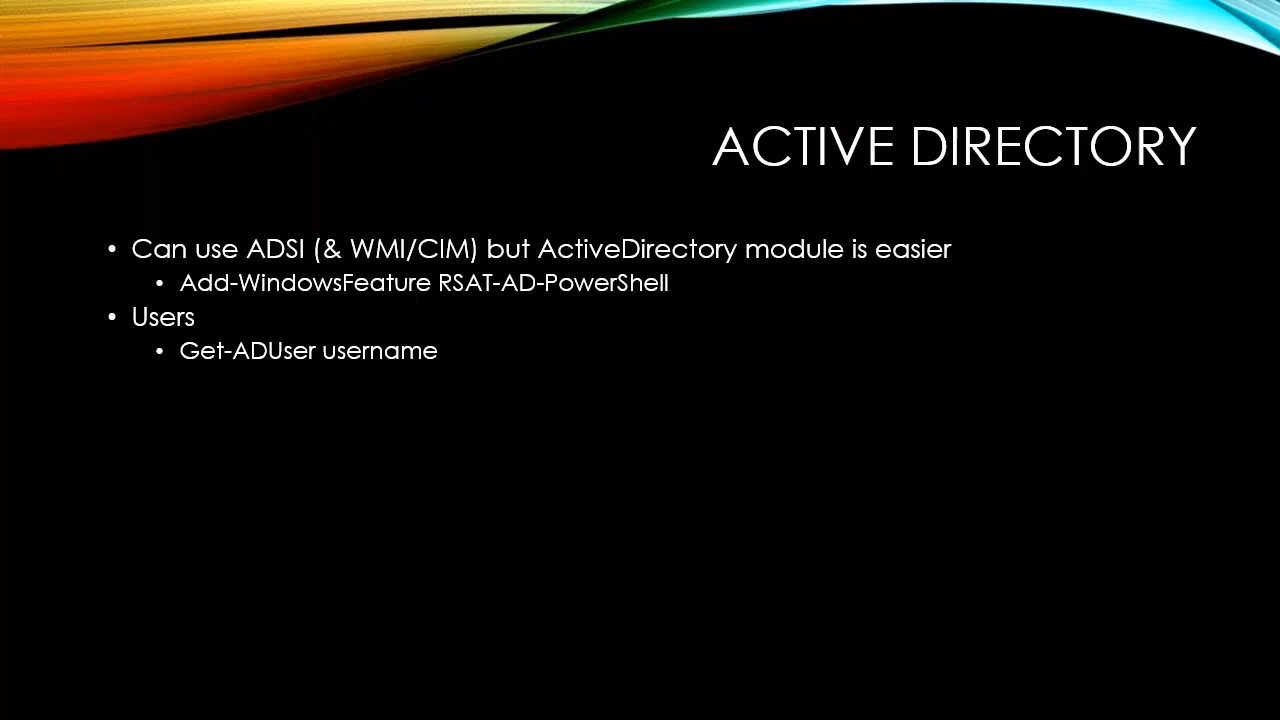 ACTIVE DIRECTORY
• Can use ADSI (& WMI/CIM) but ActiveDirectory module is easier
• Add-WindowsFeature RSAT-AD-PowerShell
• Users
• Get-ADUser username